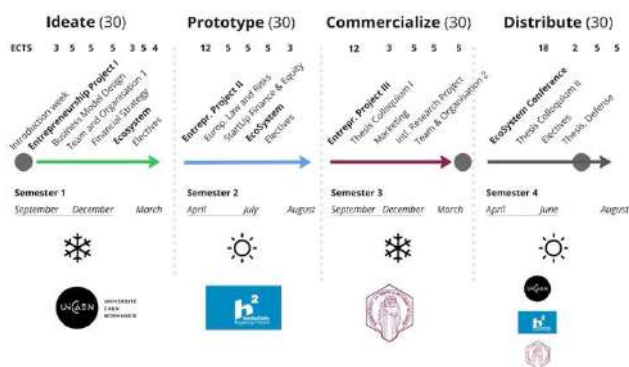 Ideate (30)
Prototype (30)
Commercialize (30)
Distribute (30)
ECTS 3 5 5 5 3 5 4
12 5 5 5 3
12 3 5 5 5
18 2 5 5
Introduction week
Entrepreneurship Project I
Business Model Design
Team and Organisation 1
Financial Strategy
Ecosystem
Electives
Entrepr. Project II
Europ. Law and Risks
StartUp Finance & Equity
EcoSystem
Electives
Entrepr. Project III
Thesis Colloquium I
Marketing
Ind. Research Project
Team & Organisation 2
EcoSystem Conference
Thesis Colloquium II
Electives
Thesis, Defense
Semester 1
September December March
Semester 2
April July August
Semester 3
September December March
Semester 4
April June August
UNICAEN
UNIVERSITÉ
CAEN
NORMANDIE
h2